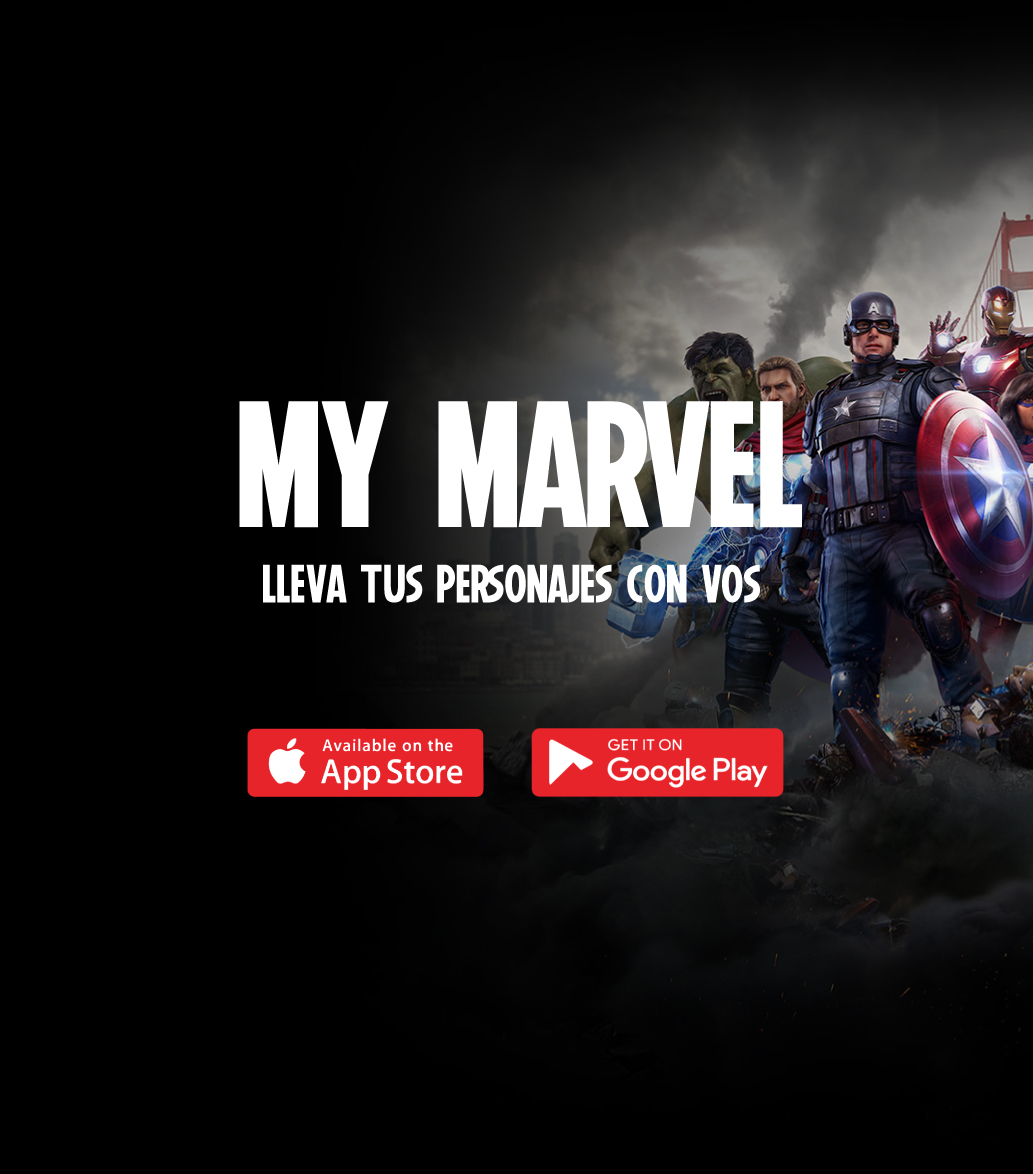 A
MY MARVEL
LLEVA TUS PERSONAJES CON VOS
Available on the
App Store
GET IT ON
Google Play